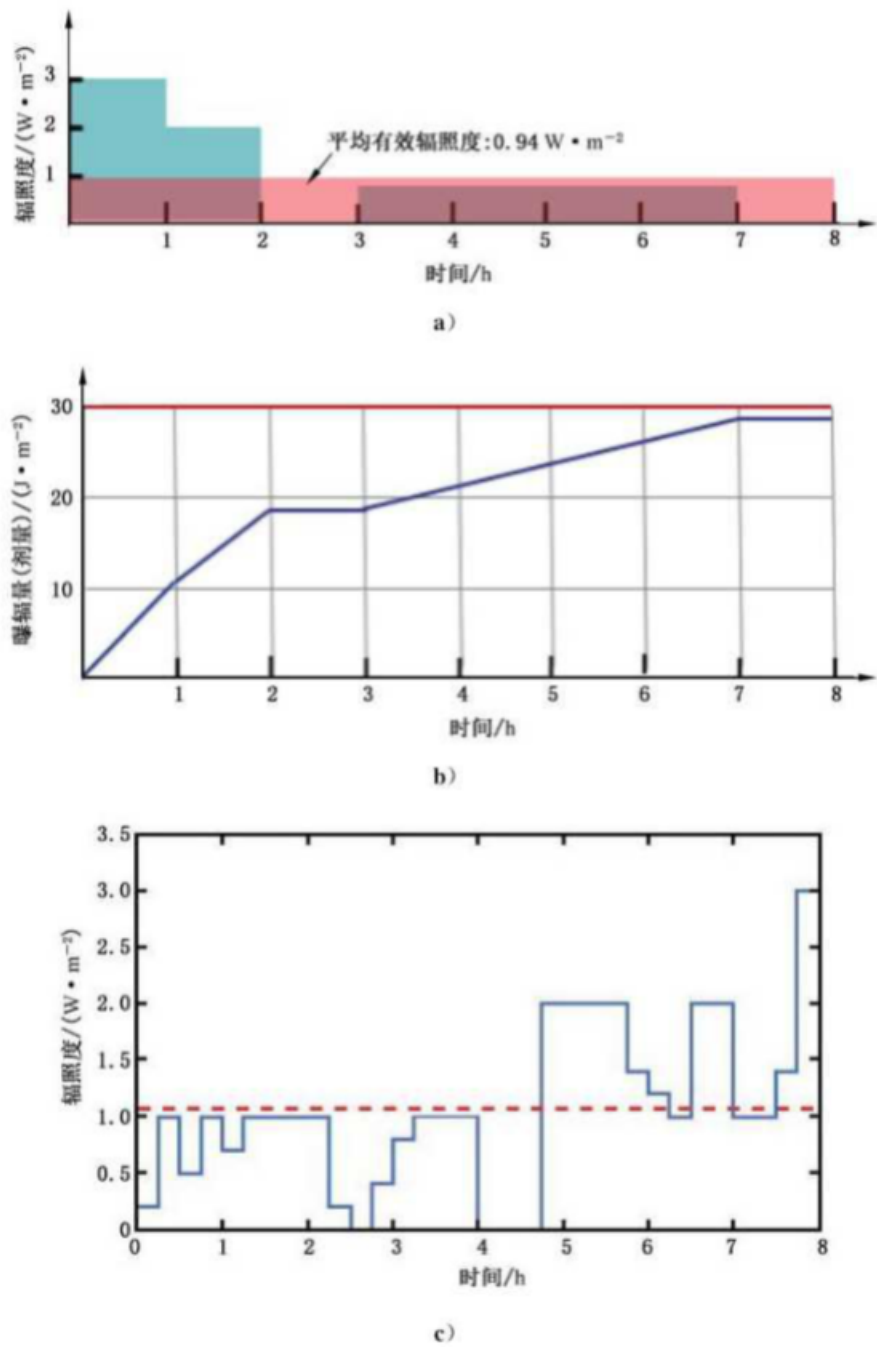 辐照度/(W•m⁻²)
3
2
1
平均有效辐照度:0.94 W•m⁻²
1 2 3 4 5 6 7 8
时间/h
a)
曝辐量(剂量)/(J•m⁻²)
30
20
10
1 2 3 4 5 6 7 8
时间/h
b)
辐照度/(W•m⁻²)
3.5
3.0
2.5
2.0
1.5
1.0
0.5
0
0 1 2 3 4 5 6 7 8
时间/h
c)